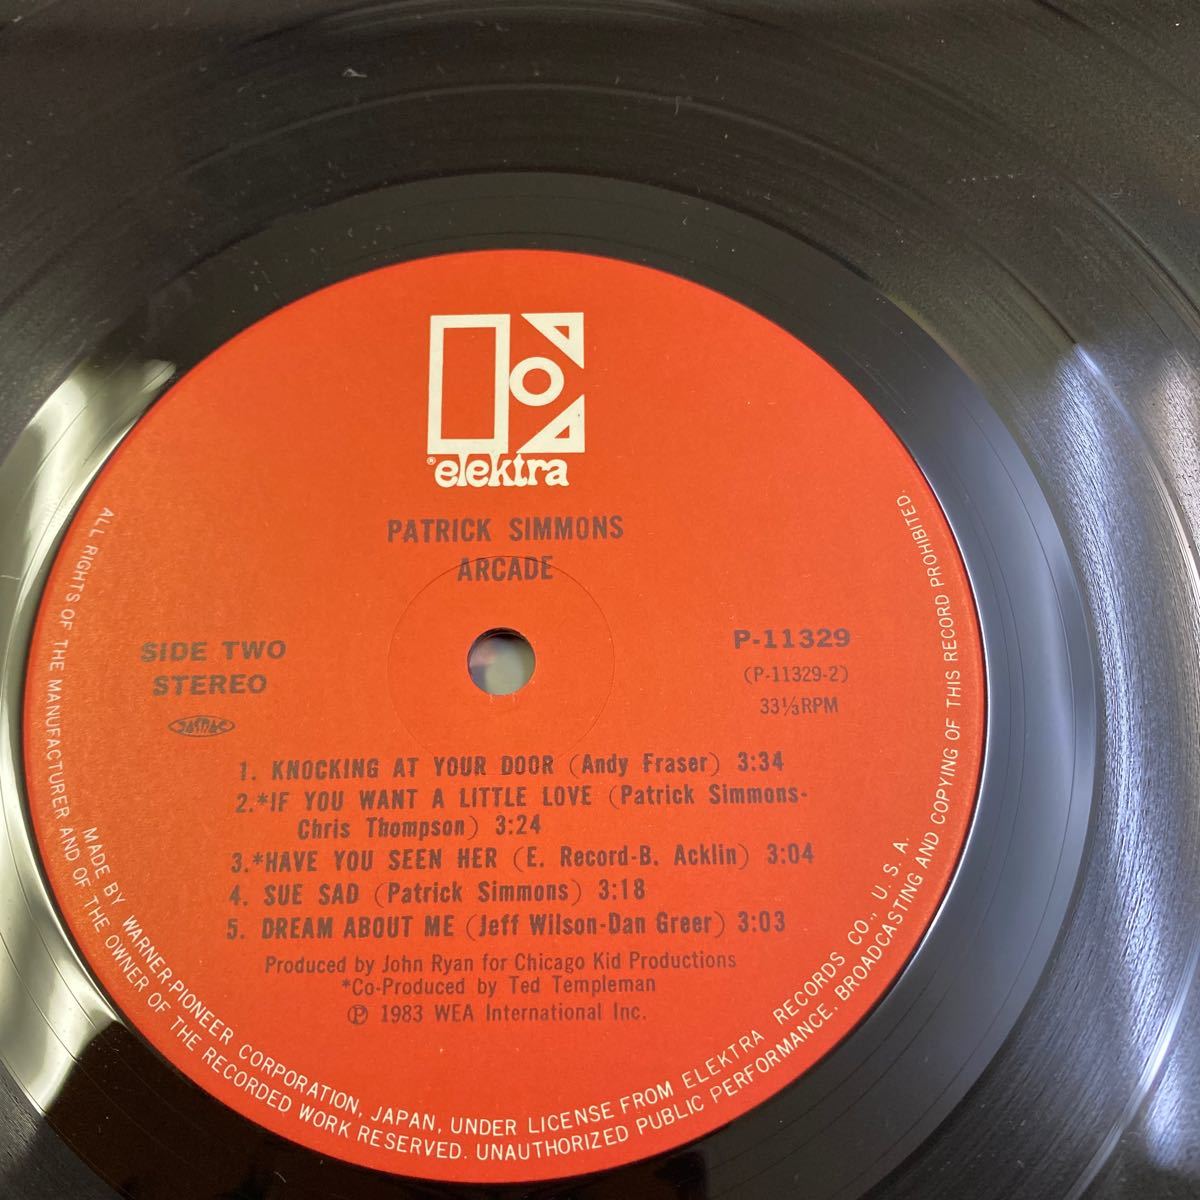 ® elektra
PATRICK SIMMONS
ARCADE
SIDE TWO
STEREO
JASRAC
P-11329
(P-11329-2)
33⅓RPM
1. KNOCKING AT YOUR DOOR (Andy Fraser) 3:34
2.*IF YOU WANT A LITTLE LOVE (Patrick Simmons-
Chris Thompson) 3:24
3.*HAVE YOU SEEN HER (E. Record-B. Acklin) 3:04
4. SUE SAD (Patrick Simmons) 3:18
5. DREAM ABOUT ME (Jeff Wilson-Dan Greer) 3:03
Produced by John Ryan for Chicago Kid Productions
*Co-Produced by Ted Templeman
Ⓟ 1983 WEA International Inc.
MADE BY WARNER-PIONEER CORPORATION, JAPAN, UNDER LICENSE FROM ELEKTRA RECORDS CO., U. S. A.
ALL RIGHTS OF THE MANUFACTURER AND OF THE OWNER OF THE RECORDED WORK RESERVED. UNAUTHORIZED PUBLIC PERFORMANCE, BROADCASTING AND COPYING OF THIS RECORD PROHIBITED.